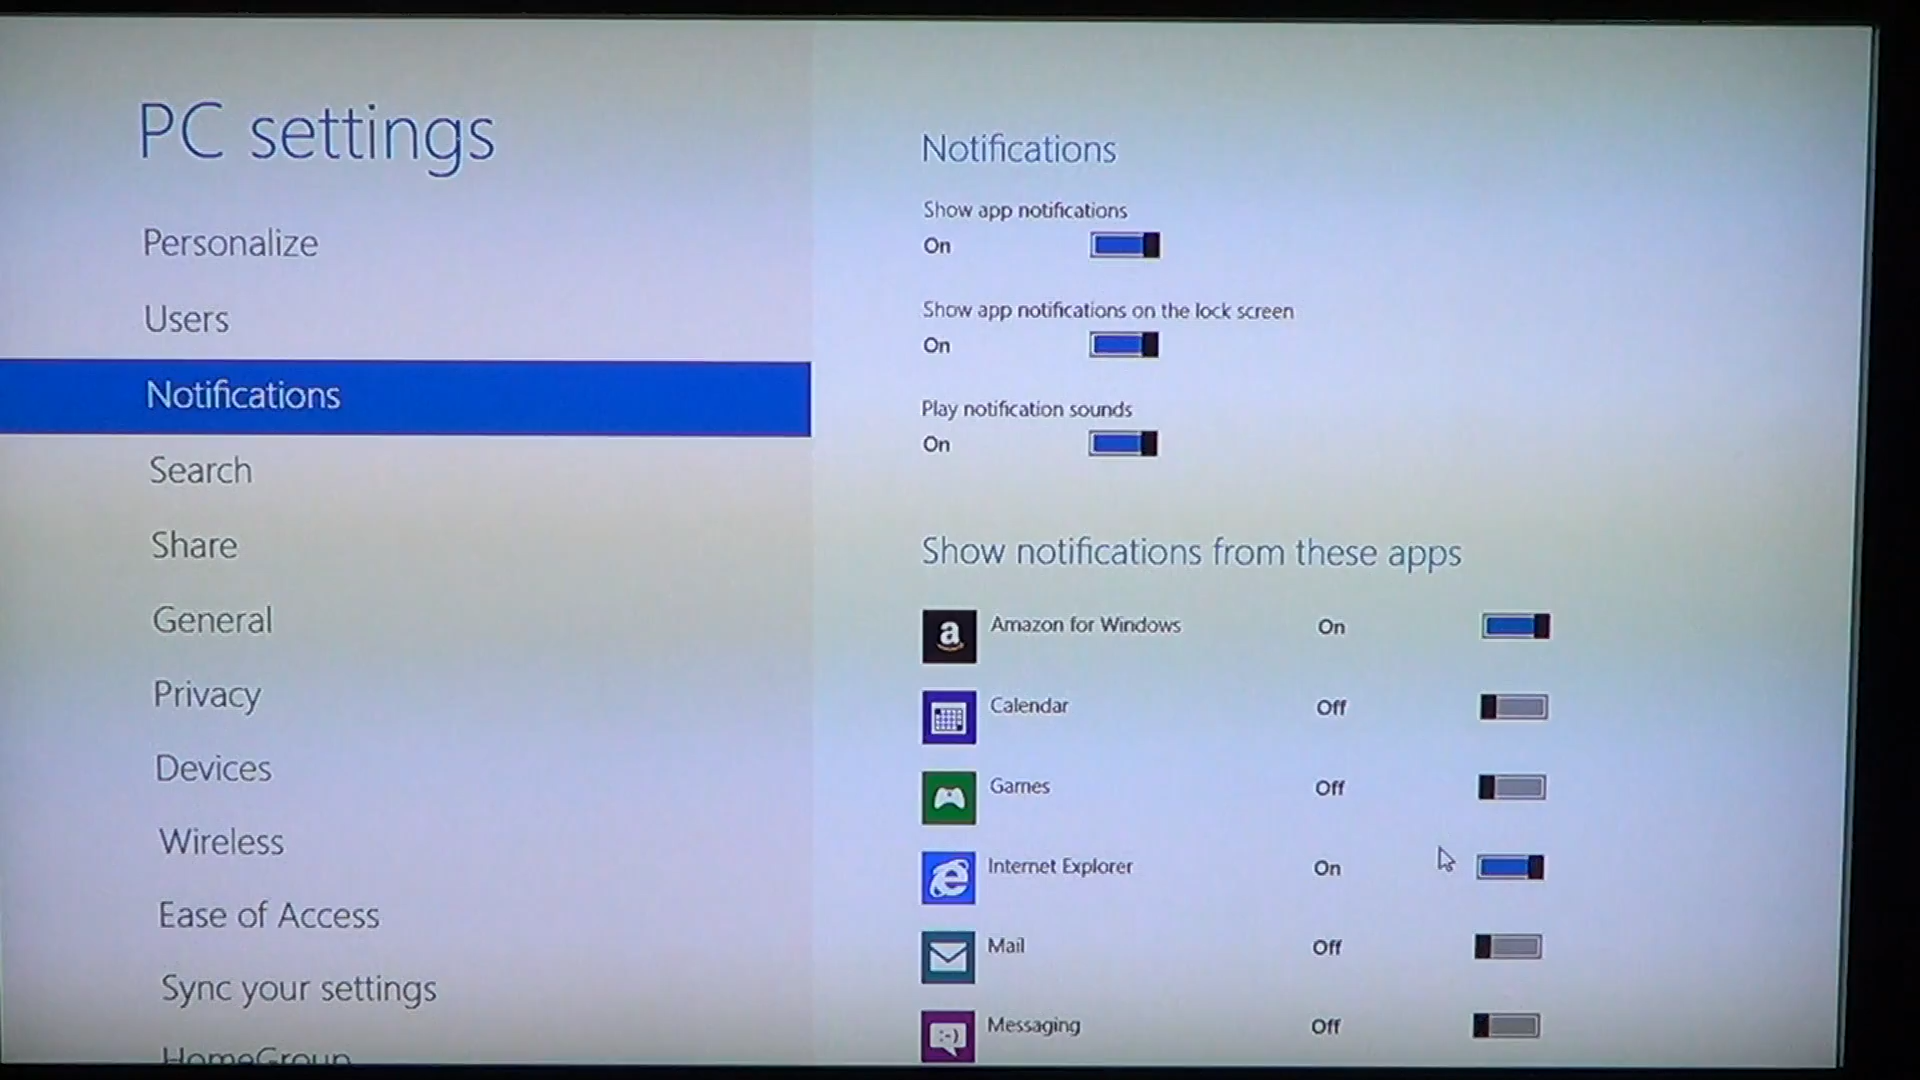 PC settings
Personalize
Users
Notifications
Search
Share
General
Privacy
Devices
Wireless
Ease of Access
Sync your settings
HomeGroup
Notifications
Show app notifications
On
Show app notifications on the lock screen
On
Play notification sounds
On
Show notifications from these apps
a Amazon for Windows On
Calendar Off
Games Off
Internet Explorer On
Mail Off
:-) Messaging Off